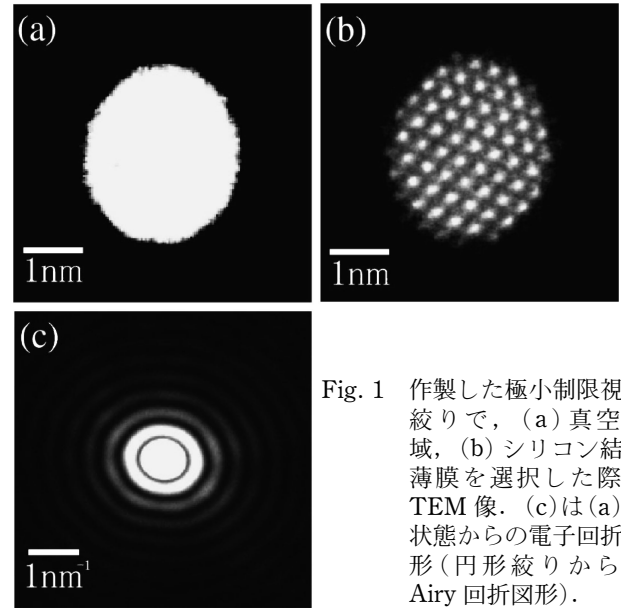 (a)
1nm
(b)
1nm
(c)
1nm⁻¹
Fig. 1 作製した極小制限視
絞りで，(a)真空
域，(b)シリコン結
薄膜を選択した際
TEM 像．(c)は(a)
状態からの電子回折
形(円形絞りから
Airy 回折図形)．